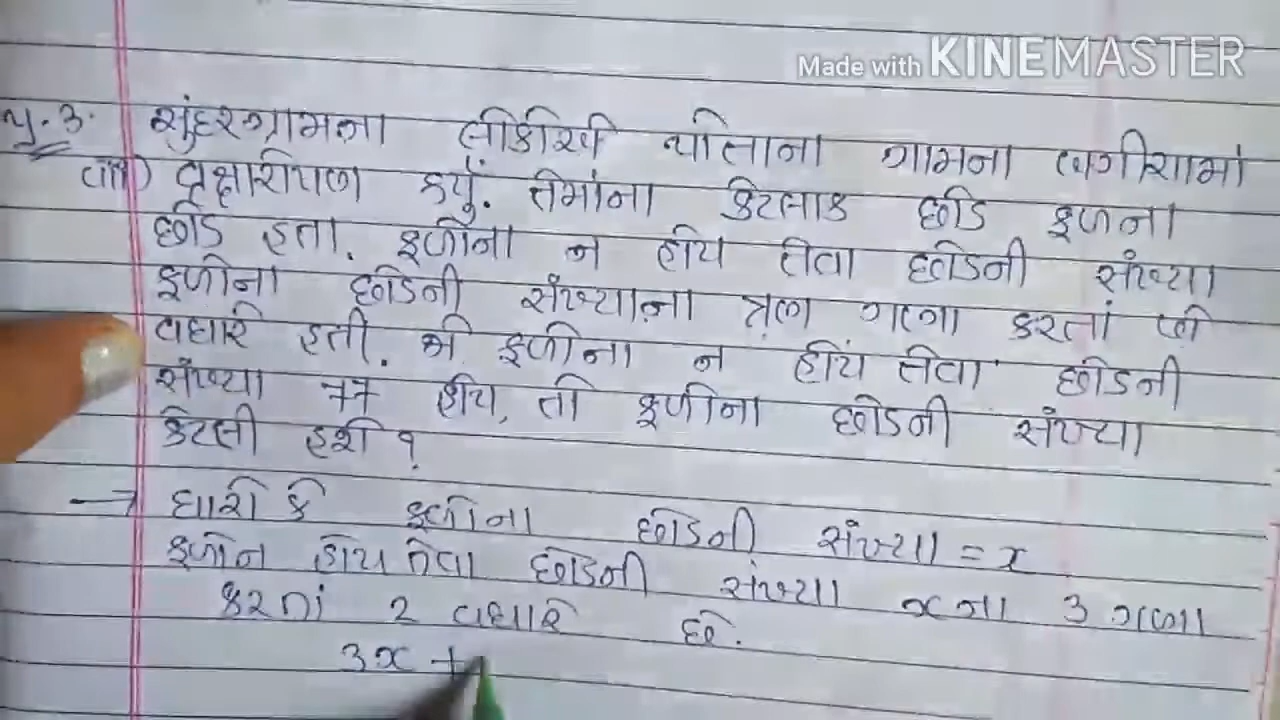 Made with KINEMASTER
પ્ર.3. સુંદરગ્રામના લોકોએ પોતાના ગામના બગીચામાં
વૃક્ષારોપણ કર્યું. તેમાંના કેટલાક છોડ ફળના
છોડ હતા. ફળોના ન હોય તેવા છોડની સંખ્યા
ફળોના છોડની સંખ્યાના ત્રણ ગણા કરતાં બે
વધારે હતી. જો ફળોના ન હોય તેવા છોડની
સંખ્યા 77 હોય, તો ફળોના છોડની સંખ્યા
કેટલી હશે ?
→ ધારો કે ફળોના છોડની સંખ્યા = x
ફળોન હોય તેવા છોડની સંખ્યા xના 3 ગણા
કરતાં 2 વધારે છે.
3x +